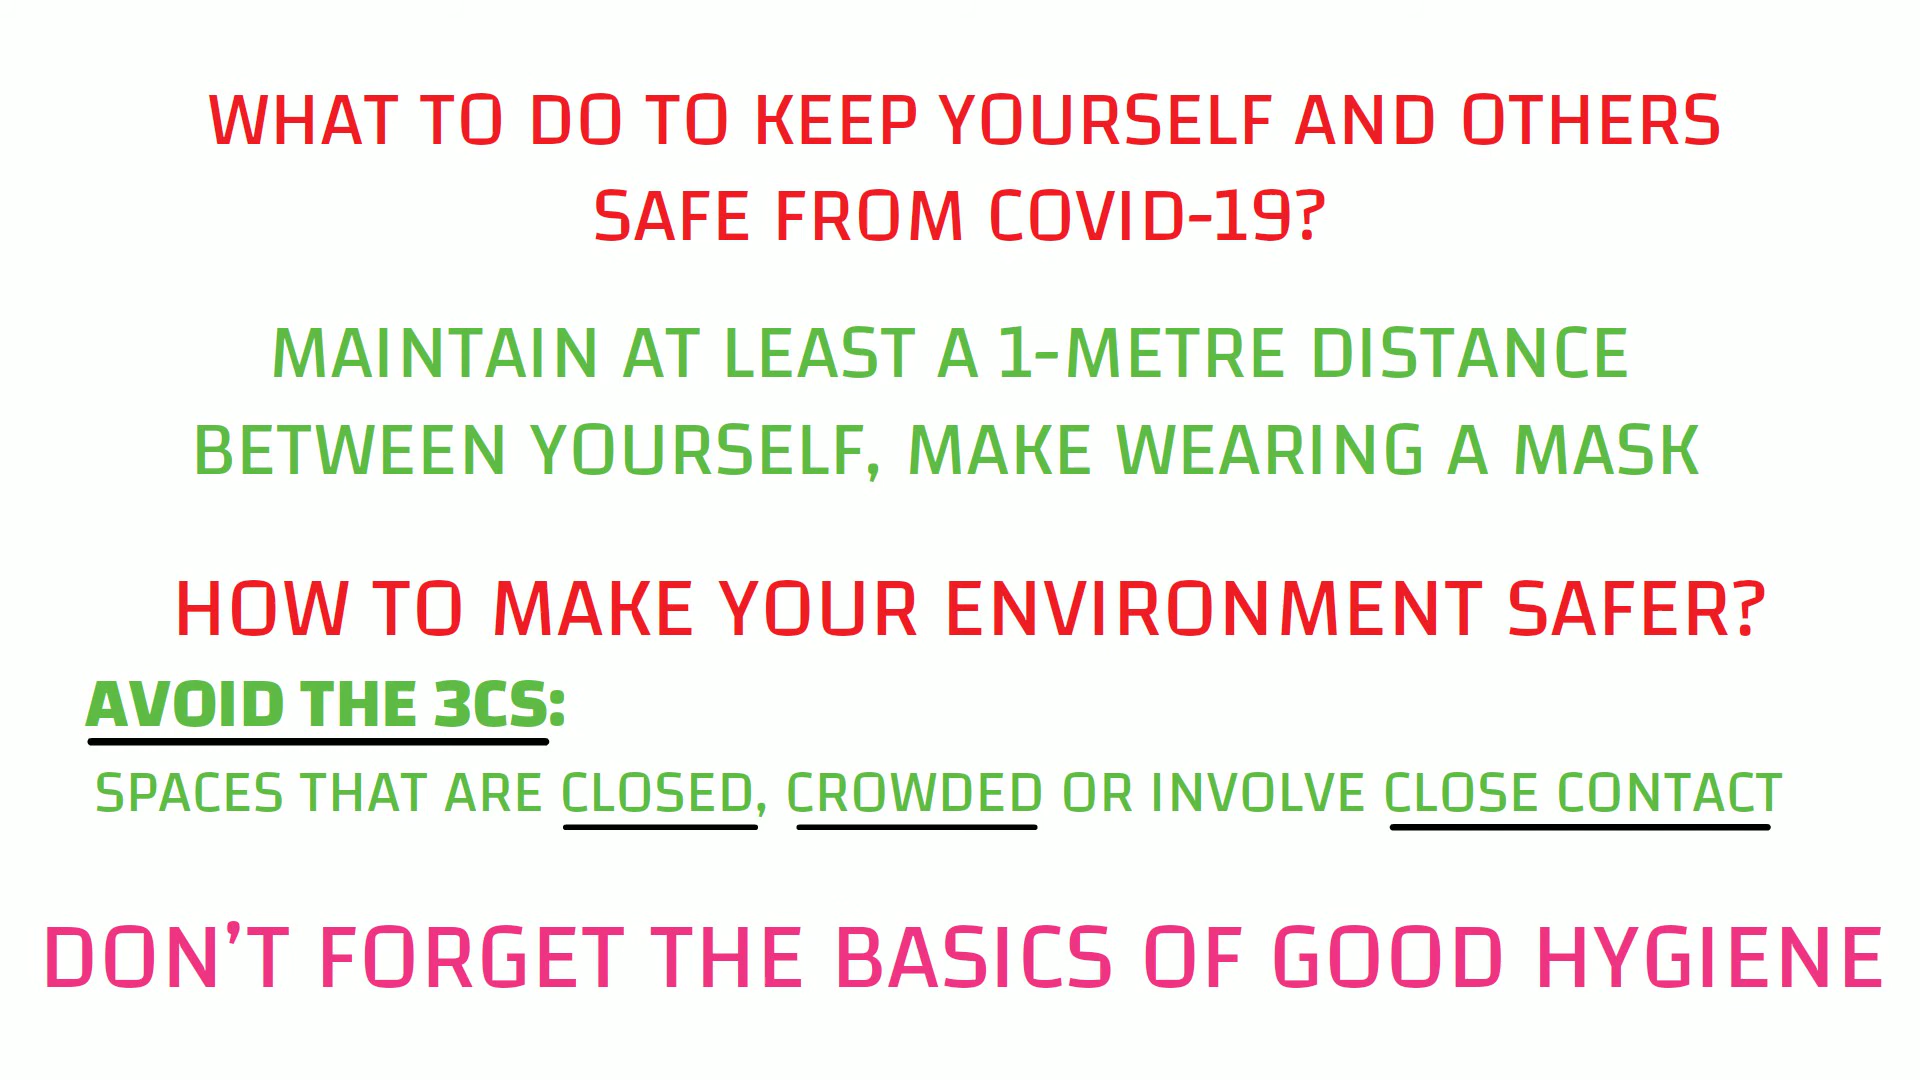 WHAT TO DO TO KEEP YOURSELF AND OTHERS
SAFE FROM COVID-19?
MAINTAIN AT LEAST A 1-METRE DISTANCE
BETWEEN YOURSELF, MAKE WEARING A MASK
HOW TO MAKE YOUR ENVIRONMENT SAFER?
AVOID THE 3CS:
SPACES THAT ARE CLOSED, CROWDED OR INVOLVE CLOSE CONTACT
DON'T FORGET THE BASICS OF GOOD HYGIENE